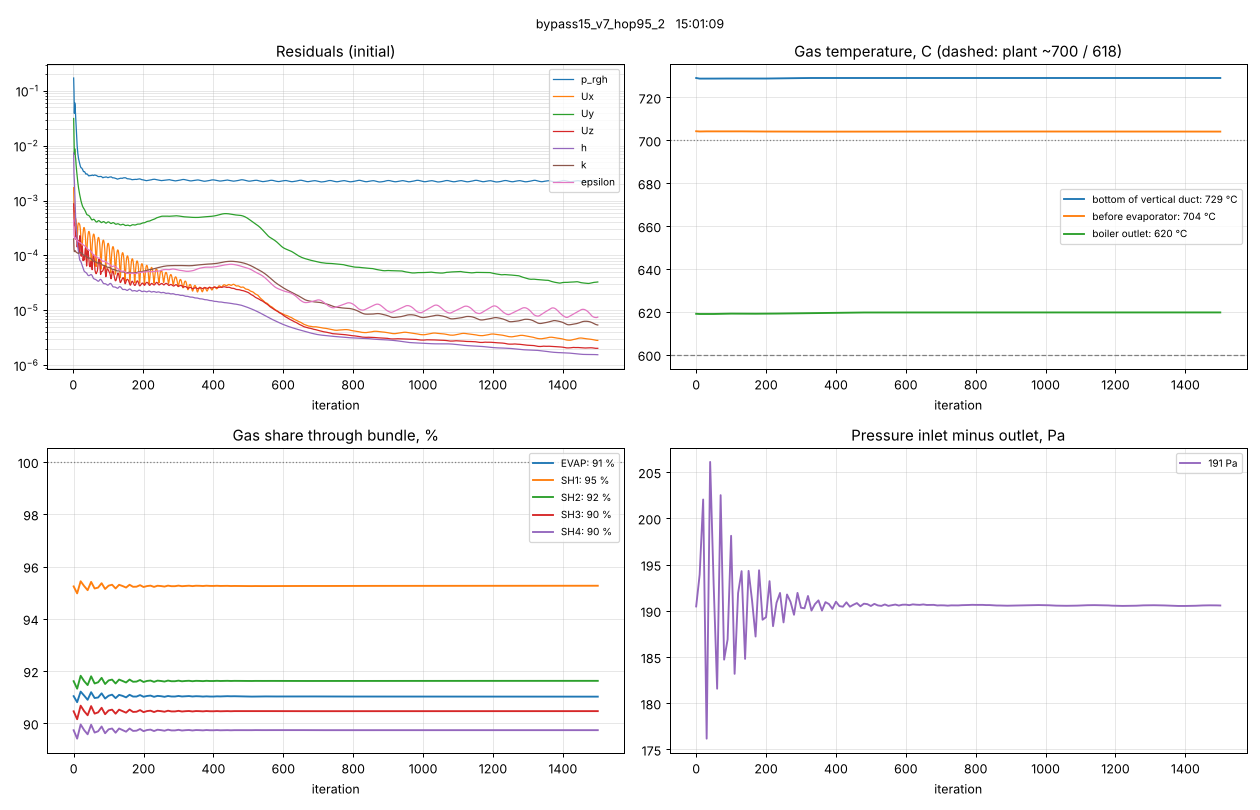 bypass15_v7_hop95_2   15:01:09
Residuals (initial)
10⁻¹
10⁻²
10⁻³
10⁻⁴
10⁻⁵
10⁻⁶
p_rgh
Ux
Uy
Uz
h
k
epsilon
0 200 400 600 800 1000 1200 1400
iteration
Gas temperature, C (dashed: plant ~700 / 618)
720
700
680
660
640
620
600
bottom of vertical duct: 729 °C
before evaporator: 704 °C
boiler outlet: 620 °C
0 200 400 600 800 1000 1200 1400
iteration
Gas share through bundle, %
100
98
96
94
92
90
EVAP: 91 %
SH1: 95 %
SH2: 92 %
SH3: 90 %
SH4: 90 %
0 200 400 600 800 1000 1200 1400
iteration
Pressure inlet minus outlet, Pa
205
200
195
190
185
180
175
191 Pa
0 200 400 600 800 1000 1200 1400
iteration